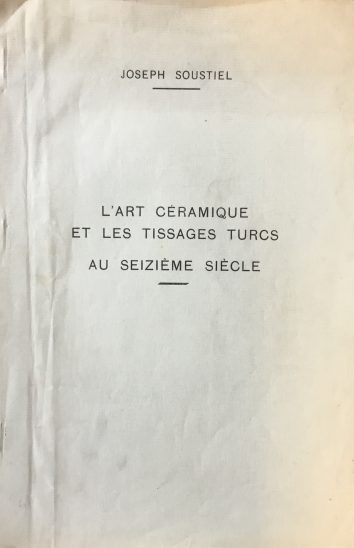 JOSEPH SOUSTIEL
L'ART CÉRAMIQUE
ET LES TISSAGES TURCS
AU SEIZIÈME SIÈCLE